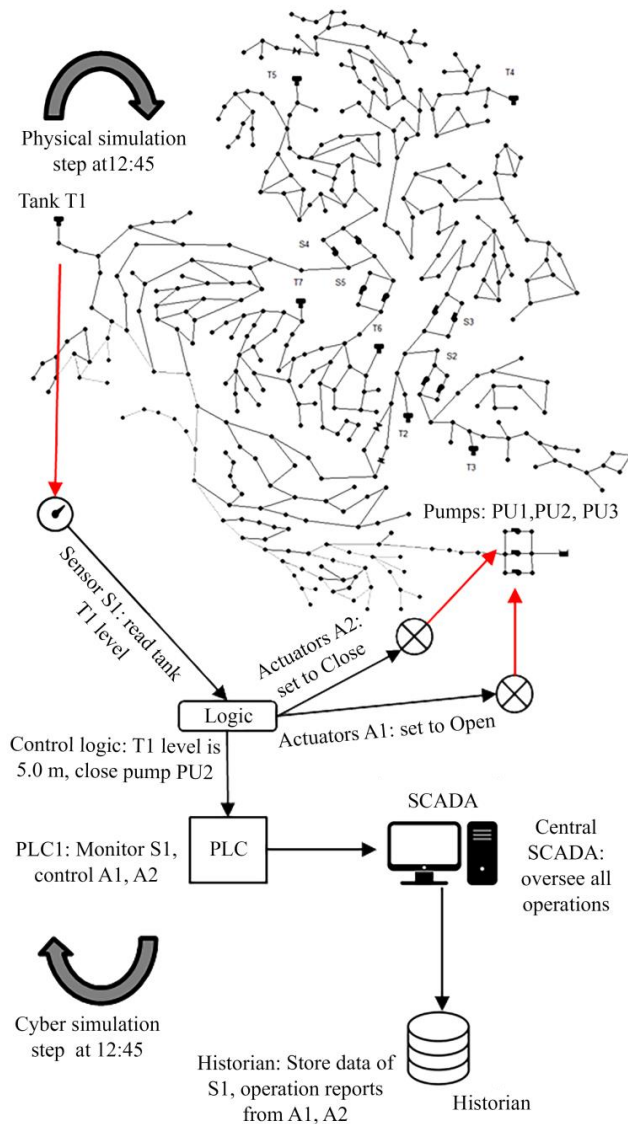 Physical simulation
step at12:45
Tank T1
T5
T4
S4
S5
T7
T6
S3
S2
T2
T3
Pumps: PU1,PU2, PU3
Sensor S1: read tank
T1 level
Actuators A2:
set to Close
Logic
Actuators A1: set to Open
Control logic: T1 level is
5.0 m, close pump PU2
SCADA
PLC1: Monitor S1,
control A1, A2
PLC
Central
SCADA:
oversee all
operations
Cyber simulation
step at 12:45
Historian: Store data of
S1, operation reports
from A1, A2
Historian